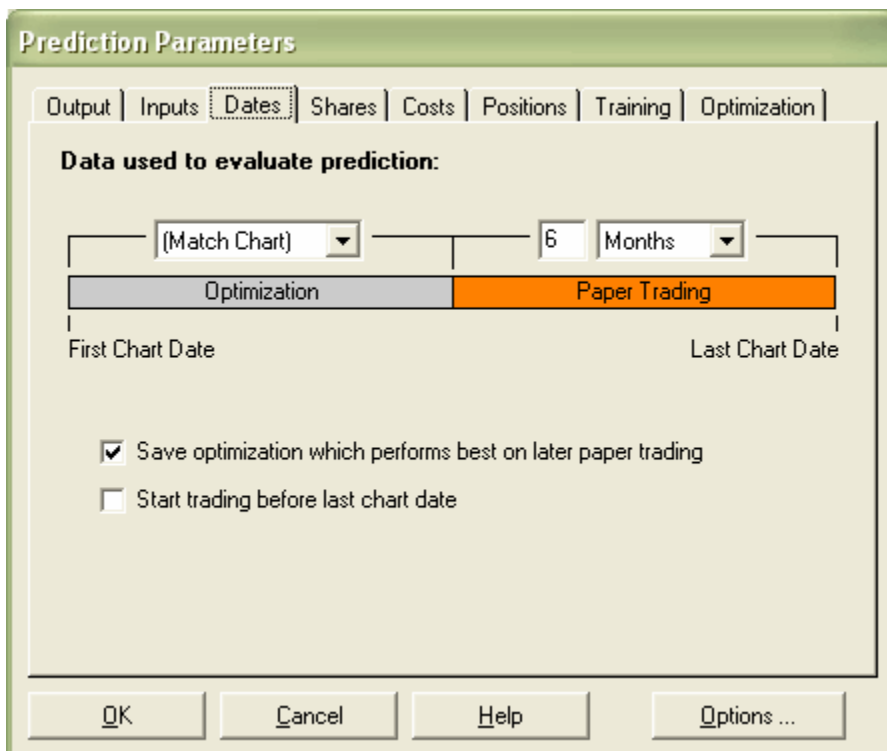 Prediction Parameters
Output Inputs Dates Shares Costs Positions Training Optimization
Data used to evaluate prediction:
(Match Chart) 6 Months
Optimization Paper Trading
First Chart Date Last Chart Date
Save optimization which performs best on later paper trading
Start trading before last chart date
OK Cancel Help Options ...